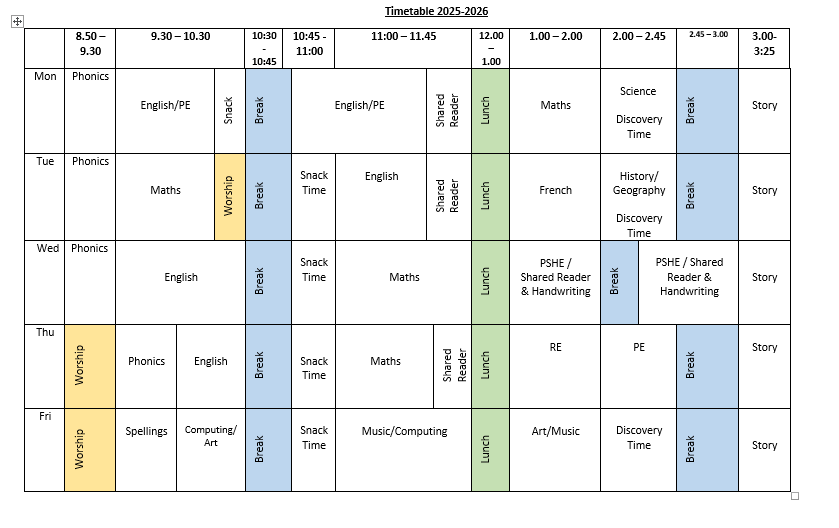 Timetable 2025-2026
8.50 –
9.30
9.30 – 10.30
10:30
-
10:45
10:45 -
11:00
11:00 – 11.45
12.00
–
1.00
1.00 – 2.00
2.00 – 2.45
2.45 – 3.00
3.00-
3:25
Mon
Phonics
English/PE
Snack
Break
English/PE
Shared
Reader
Lunch
Maths
Science
Discovery
Time
Break
Story
Tue
Phonics
Maths
Worship
Break
Snack
Time
English
Shared
Reader
Lunch
French
History/
Geography
Discovery
Time
Break
Story
Wed
Phonics
English
Break
Snack
Time
Maths
Lunch
PSHE /
Shared Reader
& Handwriting
Break
PSHE / Shared
Reader &
Handwriting
Story
Thu
Worship
Phonics
English
Break
Snack
Time
Maths
Shared
Reader
Lunch
RE
PE
Break
Story
Fri
Worship
Spellings
Computing/
Art
Break
Snack
Time
Music/Computing
Lunch
Art/Music
Discovery
Time
Break
Story